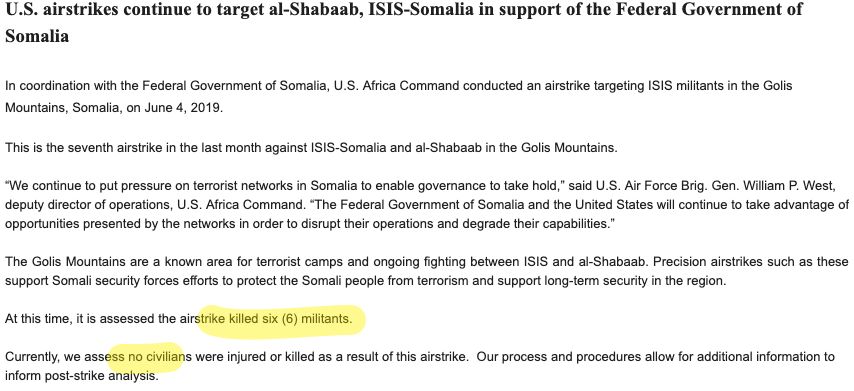 U.S. airstrikes continue to target al-Shabaab, ISIS-Somalia in support of the Federal Government of
Somalia
In coordination with the Federal Government of Somalia, U.S. Africa Command conducted an airstrike targeting ISIS militants in the Golis
Mountains, Somalia, on June 4, 2019.
This is the seventh airstrike in the last month against ISIS-Somalia and al-Shabaab in the Golis Mountains.
“We continue to put pressure on terrorist networks in Somalia to enable governance to take hold,” said U.S. Air Force Brig. Gen. William P. West,
deputy director of operations, U.S. Africa Command. “The Federal Government of Somalia and the United States will continue to take advantage of
opportunities presented by the networks in order to disrupt their operations and degrade their capabilities.”
The Golis Mountains are a known area for terrorist camps and ongoing fighting between ISIS and al-Shabaab. Precision airstrikes such as these
support Somali security forces efforts to protect the Somali people from terrorism and support long-term security in the region.
At this time, it is assessed the airstrike killed six (6) militants.
Currently, we assess no civilians were injured or killed as a result of this airstrike.  Our process and procedures allow for additional information to
inform post-strike analysis.